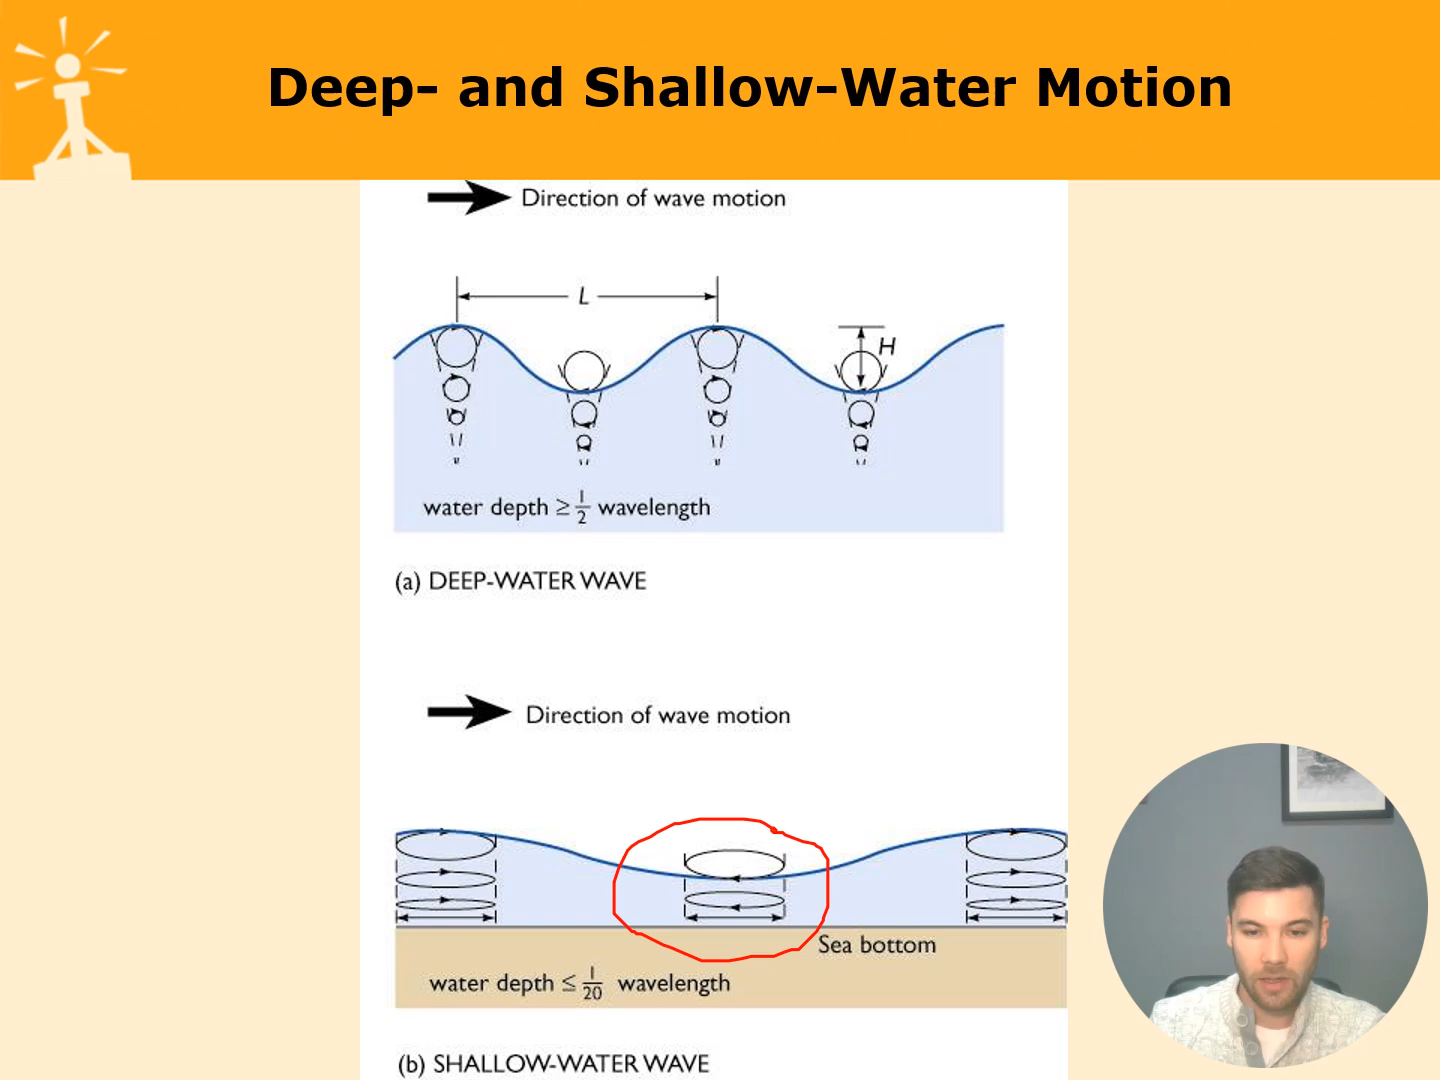 Deep- and Shallow-Water Motion
Direction of wave motion
L
H
water depth ≥ 1/2 wavelength
(a) DEEP-WATER WAVE
Direction of wave motion
Sea bottom
water depth ≤ 1/20 wavelength
(b) SHALLOW-WATER WAVE